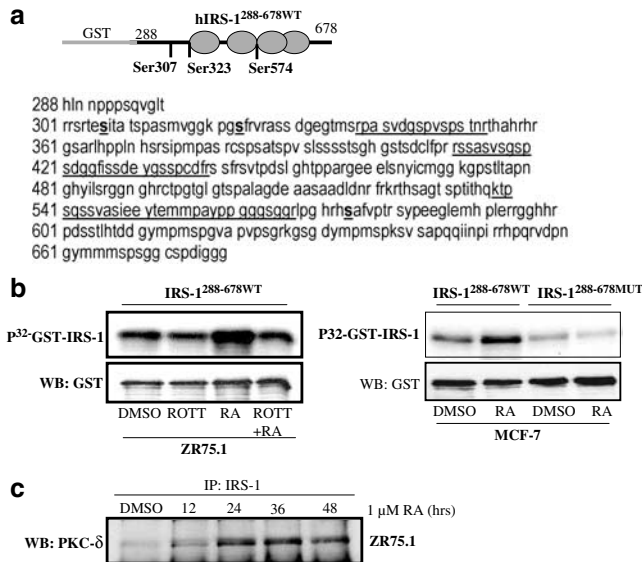 a
hIRS-1288-678WT
GST 288 678
Ser307 Ser323 Ser574
288 hln npppsqvglt
301 rrsrtesita tspasmvggk pgsfrvrass dgegtmsrpa svdgspvsps tnrthahrhr
361 gsarlhppln hsrsipmpas rcspsatspv slssssstsgh gstsdclfpr rssasvsgsp
421 sdggfissde ygsspcdfrs sfrsvtpdsl ghtppargee elsnyicmgg kgpstltapn
481 ghyilsrggn ghrctpgtgl gtspalagde aasaadldnr frkrthsagt sptithqktp
541 sqssvasiee ytemmpaypp gggsggrlpg hrhsafvptr sypeeglemh plerrgghhr
601 pdsstlhtdd gympmspgva pvpsgrkgsg dympmspksv sapqqiinpi rrhpqrvdpn
661 gymmmspsgg cspdiggg
b
IRS-1288-678WT
P32-GST-IRS-1
WB: GST
DMSO ROTT RA ROTT
+RA
ZR75.1
IRS-1288-678WT IRS-1288-678MUT
P32-GST-IRS-1
WB: GST
DMSO RA DMSO RA
MCF-7
c
IP: IRS-1
DMSO 12 24 36 48 1 µM RA (hrs)
WB: PKC-δ ZR75.1